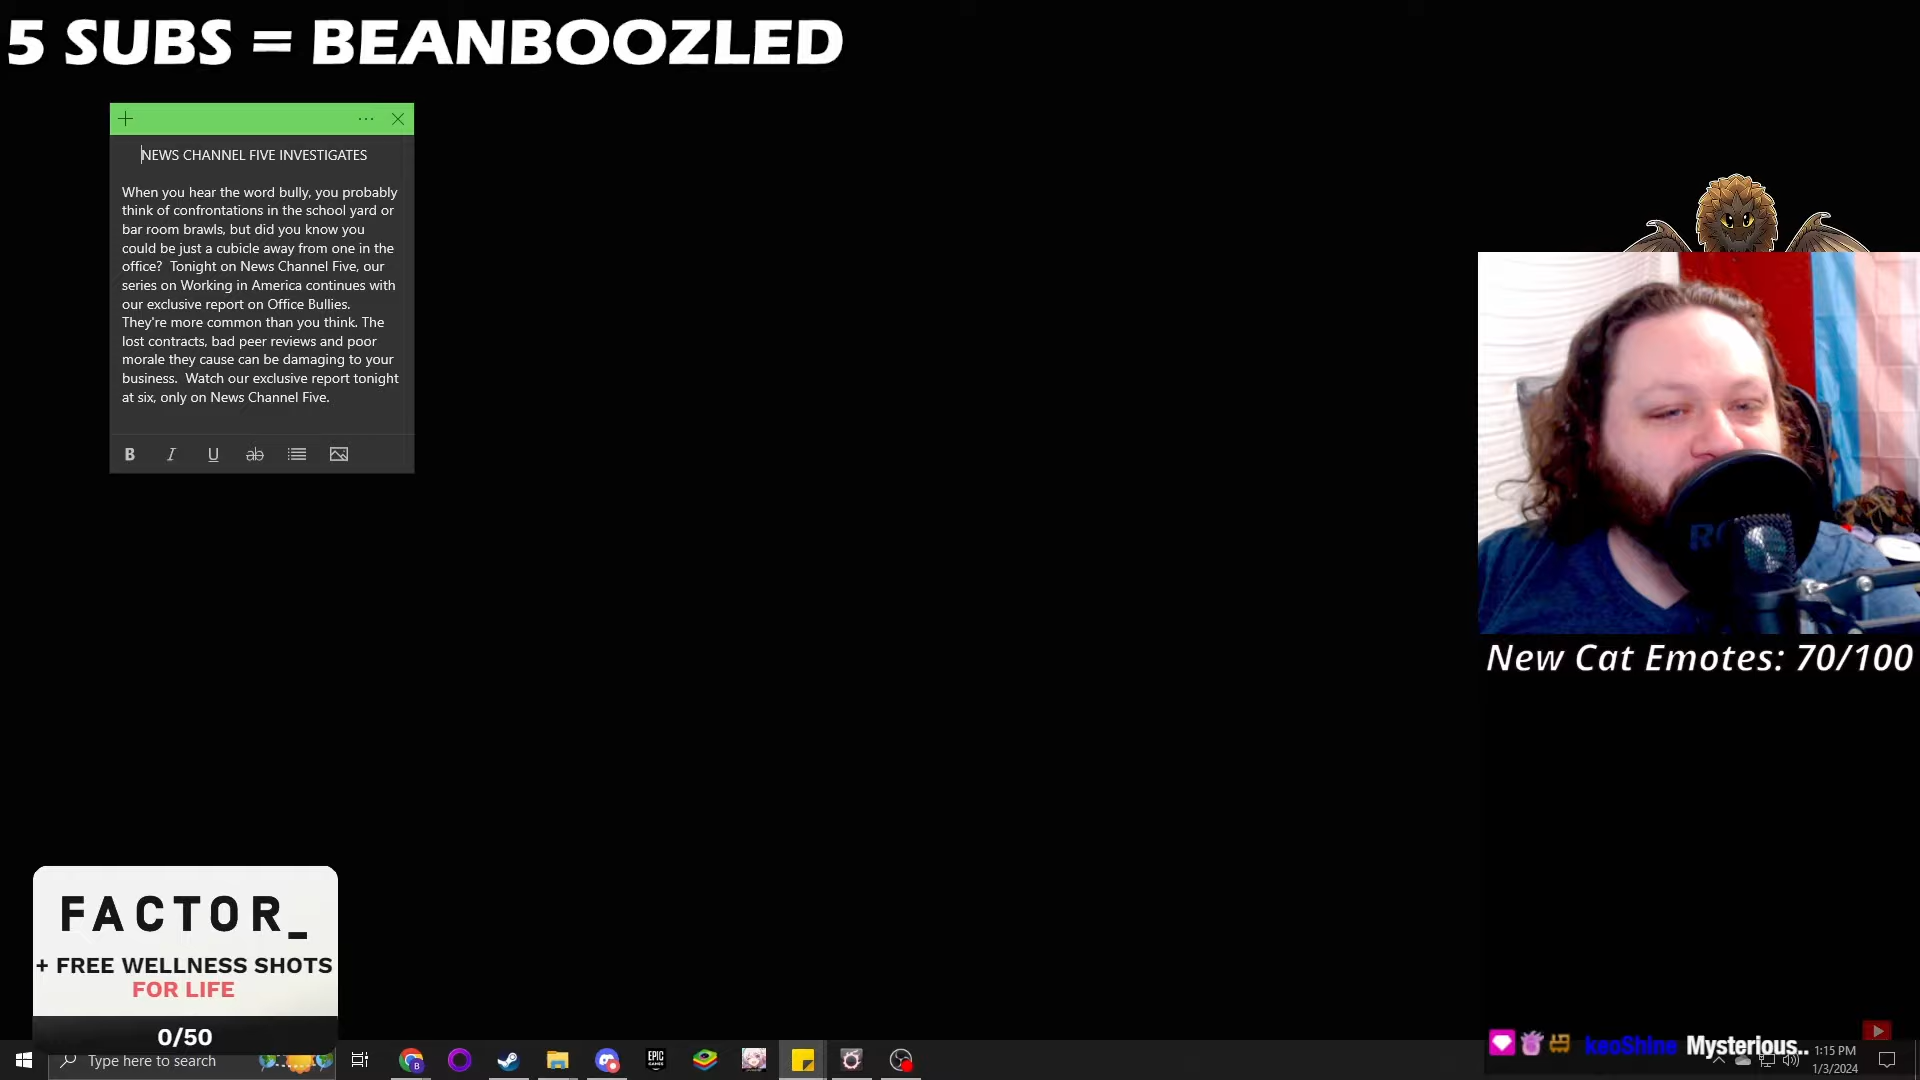 5 SUBS = BEANBOOZLED
NEWS CHANNEL FIVE INVESTIGATES
When you hear the word bully, you probably
think of confrontations in the school yard or
bar room brawls, but did you know you
could be just a cubicle away from one in the
office?  Tonight on News Channel Five, our
series on Working in America continues with
our exclusive report on Office Bullies.
They're more common than you think. The
lost contracts, bad peer reviews and poor
morale they cause can be damaging to your
business.  Watch our exclusive report tonight
at six, only on News Channel Five.
B I U ab
New Cat Emotes: 70/100
FACTOR_
+ FREE WELLNESS SHOTS
FOR LIFE
0/50
Type here to search
EPIC GAMES
keoShine Mysterious..
1:15 PM
1/3/2024